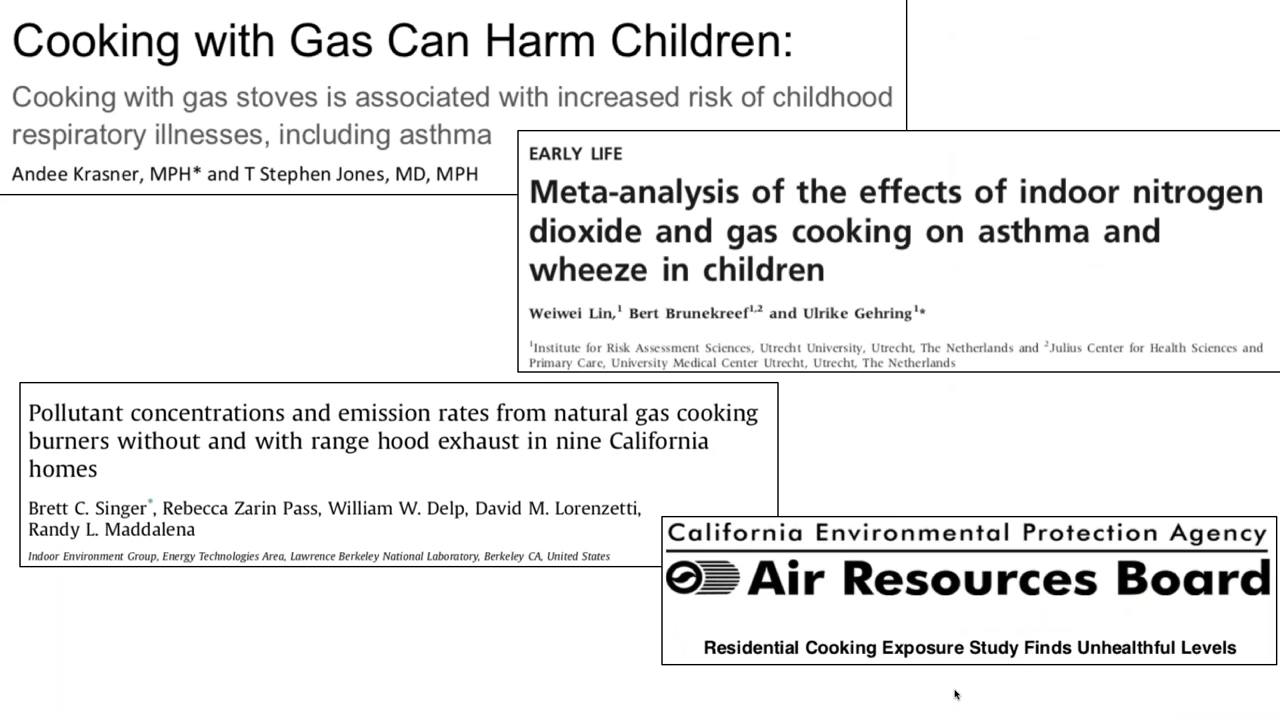 Cooking with Gas Can Harm Children:
Cooking with gas stoves is associated with increased risk of childhood
respiratory illnesses, including asthma
Andee Krasner, MPH* and T Stephen Jones, MD, MPH
EARLY LIFE
Meta-analysis of the effects of indoor nitrogen
dioxide and gas cooking on asthma and
wheeze in children
Weiwei Lin,¹ Bert Brunekreef¹,² and Ulrike Gehring¹*
¹Institute for Risk Assessment Sciences, Utrecht University, Utrecht, The Netherlands and ²Julius Center for Health Sciences and
Primary Care, University Medical Center Utrecht, Utrecht, The Netherlands
Pollutant concentrations and emission rates from natural gas cooking
burners without and with range hood exhaust in nine California
homes
Brett C. Singer*, Rebecca Zarin Pass, William W. Delp, David M. Lorenzetti,
Randy L. Maddalena
Indoor Environment Group, Energy Technologies Area, Lawrence Berkeley National Laboratory, Berkeley CA, United States
California Environmental Protection Agency
Air Resources Board
Residential Cooking Exposure Study Finds Unhealthful Levels